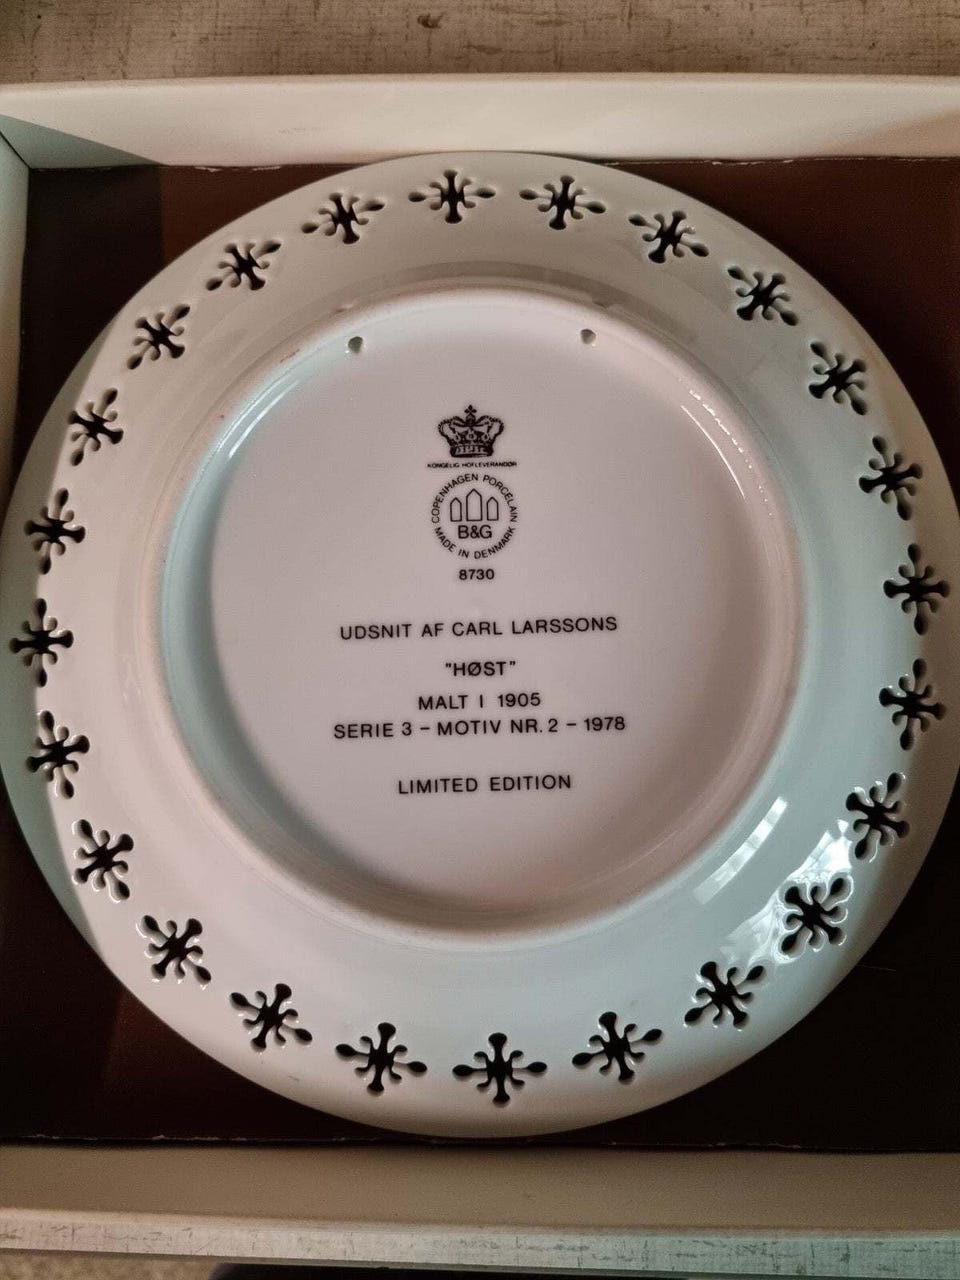 KONGELIG HOFLEVERANDØR
COPENHAGEN PORCELAIN
B&G
MADE IN DENMARK
8730
UDSNIT AF CARL LARSSONS
"HØST"
MALT I 1905
SERIE 3 – MOTIV NR. 2 – 1978
LIMITED EDITION